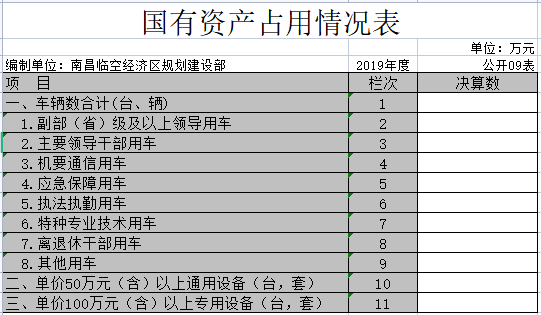 国有资产占用情况表
单位：万元
编制单位：南昌临空经济区规划建设部 2019年度 公开09表
项 目 栏次 决算数
一、车辆数合计(台、辆) 1
1.副部（省）级及以上领导用车 2
2.主要领导干部用车 3
3.机要通信用车 4
4.应急保障用车 5
5.执法执勤用车 6
6.特种专业技术用车 7
7.离退休干部用车 8
8.其他用车 9
二、单价50万元（含）以上通用设备（台，套） 10
三、单价100万元（含）以上专用设备（台，套） 11